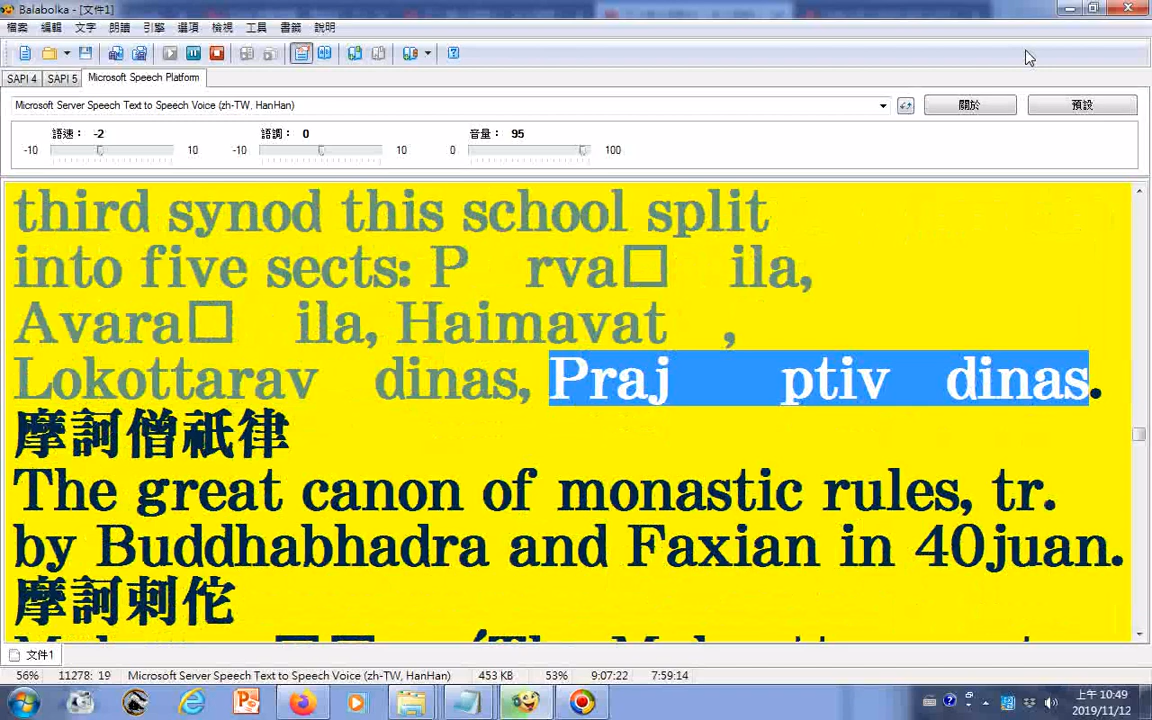 Balabolka - [文件1]
檔案 編輯 文字 朗讀 引擎 選項 檢視 工具 書籤 說明
SAPI 4 SAPI 5 Microsoft Speech Platform
Microsoft Server Speech Text to Speech Voice (zh-TW, HanHan) 關於 預設
語速： -2 語調： 0 音量： 95
-10 10 -10 10 0 100
third synod this school split
into five sects: P rva□ ila,
Avara□ ila, Haimavat ,
Lokottarav dinas, Praj ptiv dinas.
摩訶僧祇律
The great canon of monastic rules, tr.
by Buddhabhadra and Faxian in 40juan.
摩訶剌佗
文件1
56% 11278: 19 Microsoft Server Speech Text to Speech Voice (zh-TW, HanHan) 453 KB 53% 9:07:22 7:59:14
上午 10:49
2019/11/12